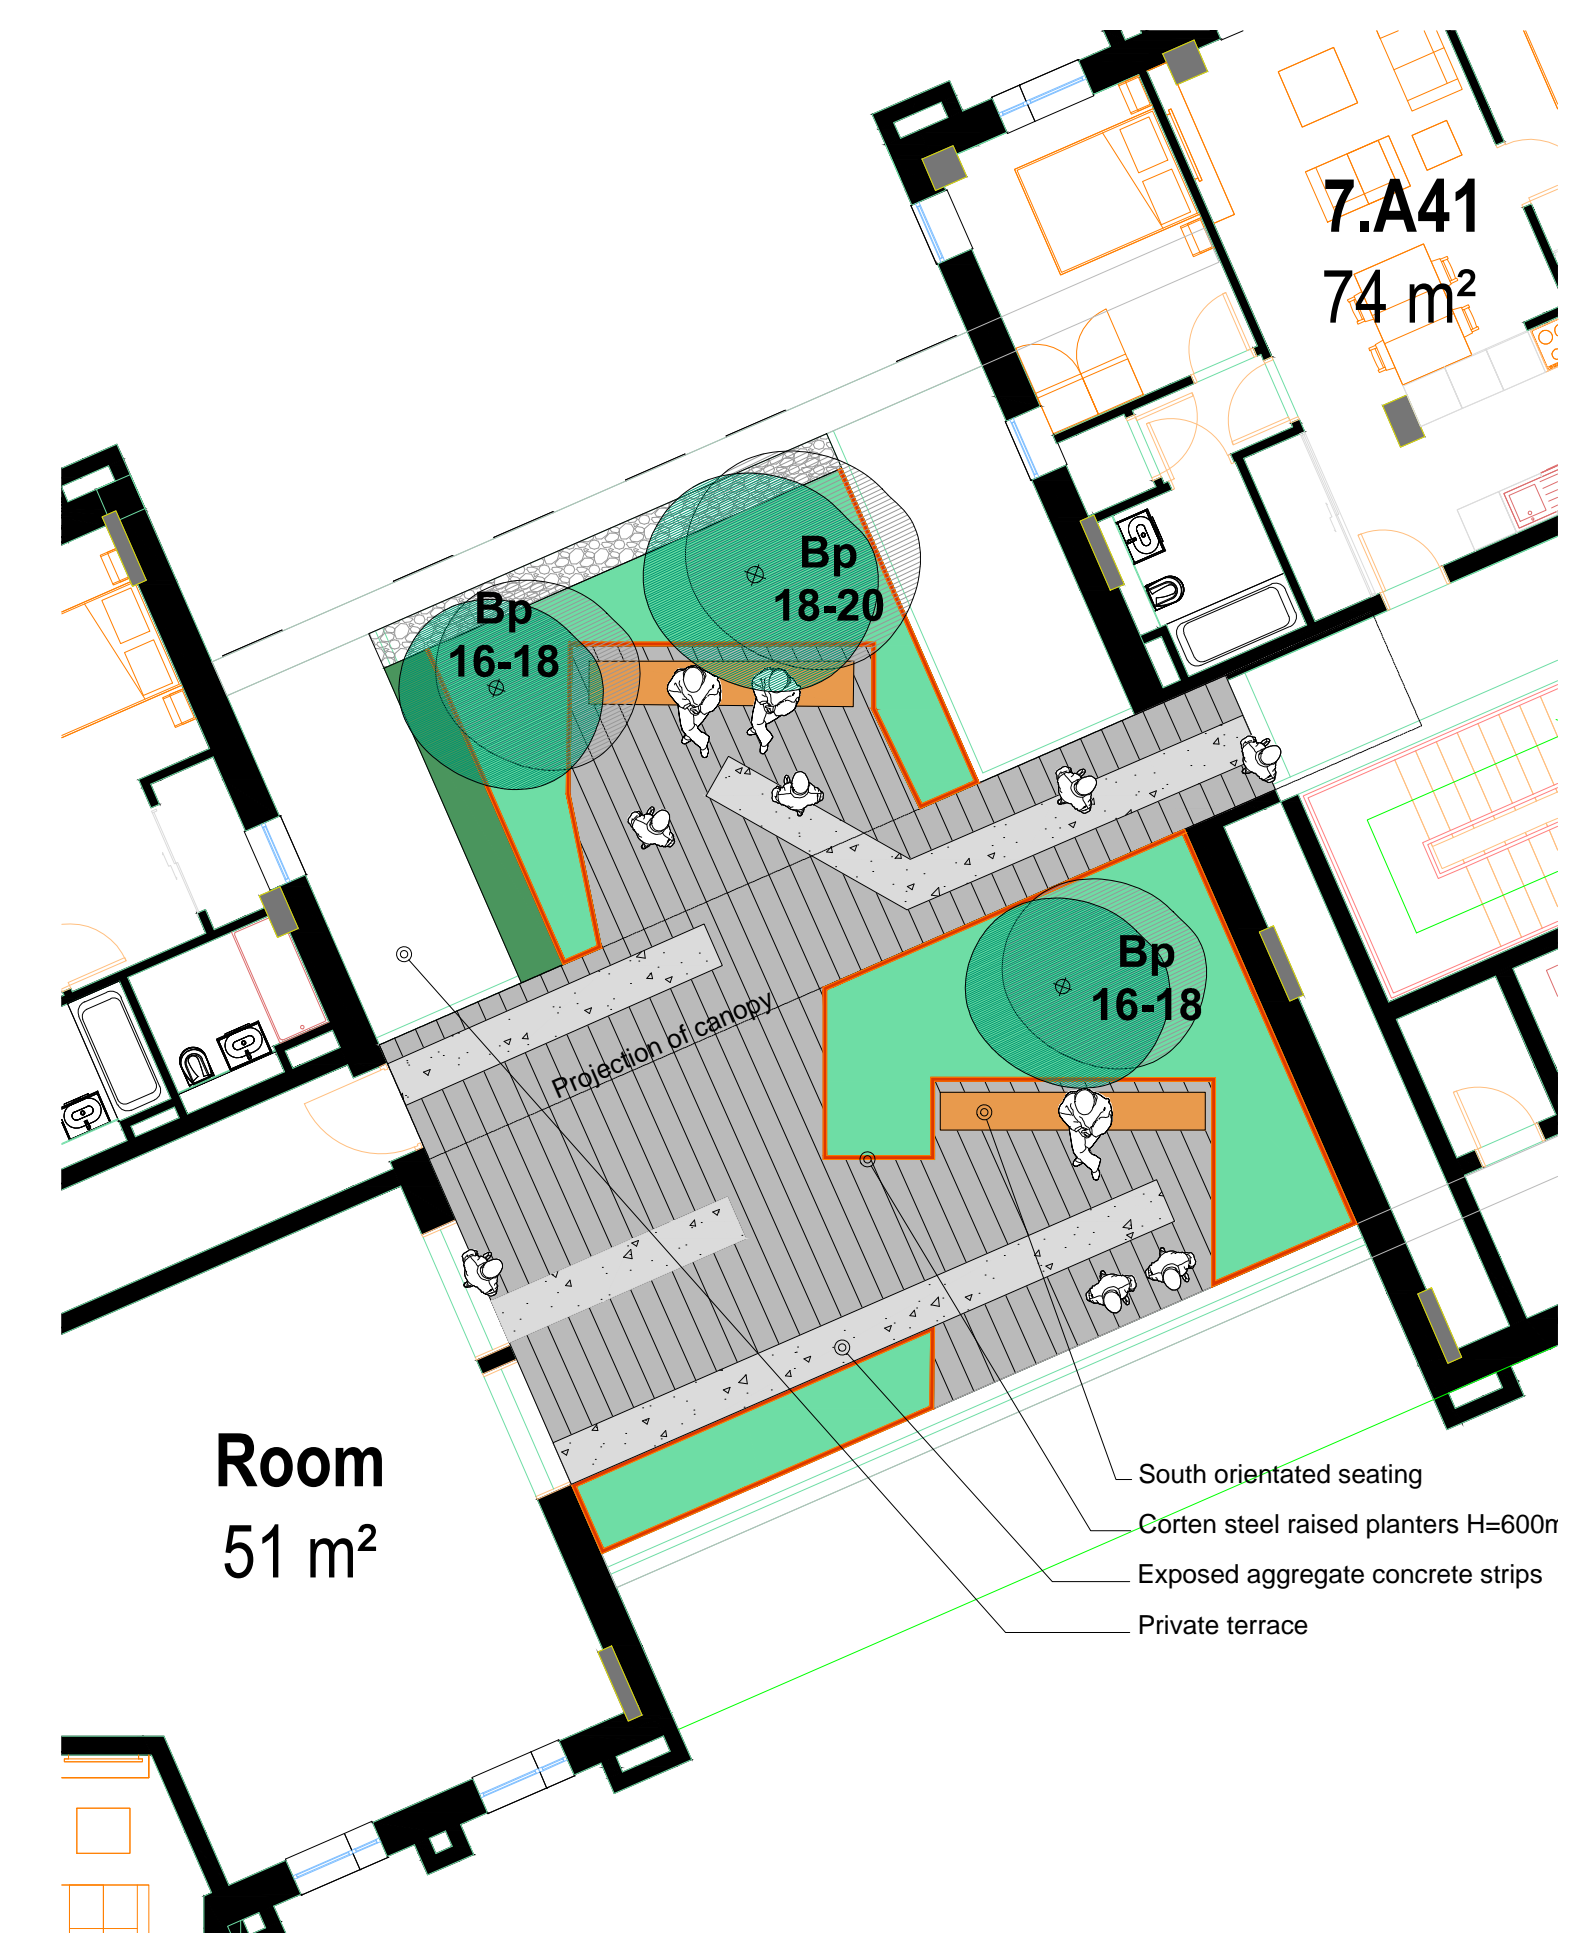 7.A41
74 m²
Bp
18-20
Bp
16-18
Bp
16-18
Projection of canopy
Room
51 m²
South orientated seating
Corten steel raised planters H=600m
Exposed aggregate concrete strips
Private terrace